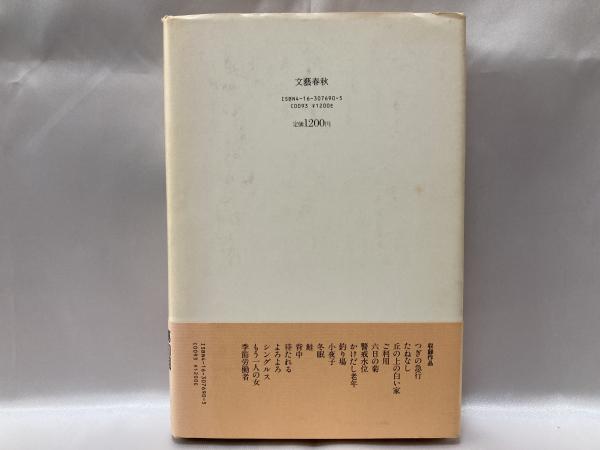 文藝春秋
ISBN4-16-307690-5
C0093 ¥1200E
定価1200円
収録作品
つぎの急行
たねなし
丘の上の白い家
ご利用
六日の菊
警戒水位
かけだし老年
釣り場
小夜子
冬眠
鮭
背中
待たれる
よろよろ
シングルス
もう一人の女
季節労働者
ISBN4-16-307690-5
C0093 ¥1200E